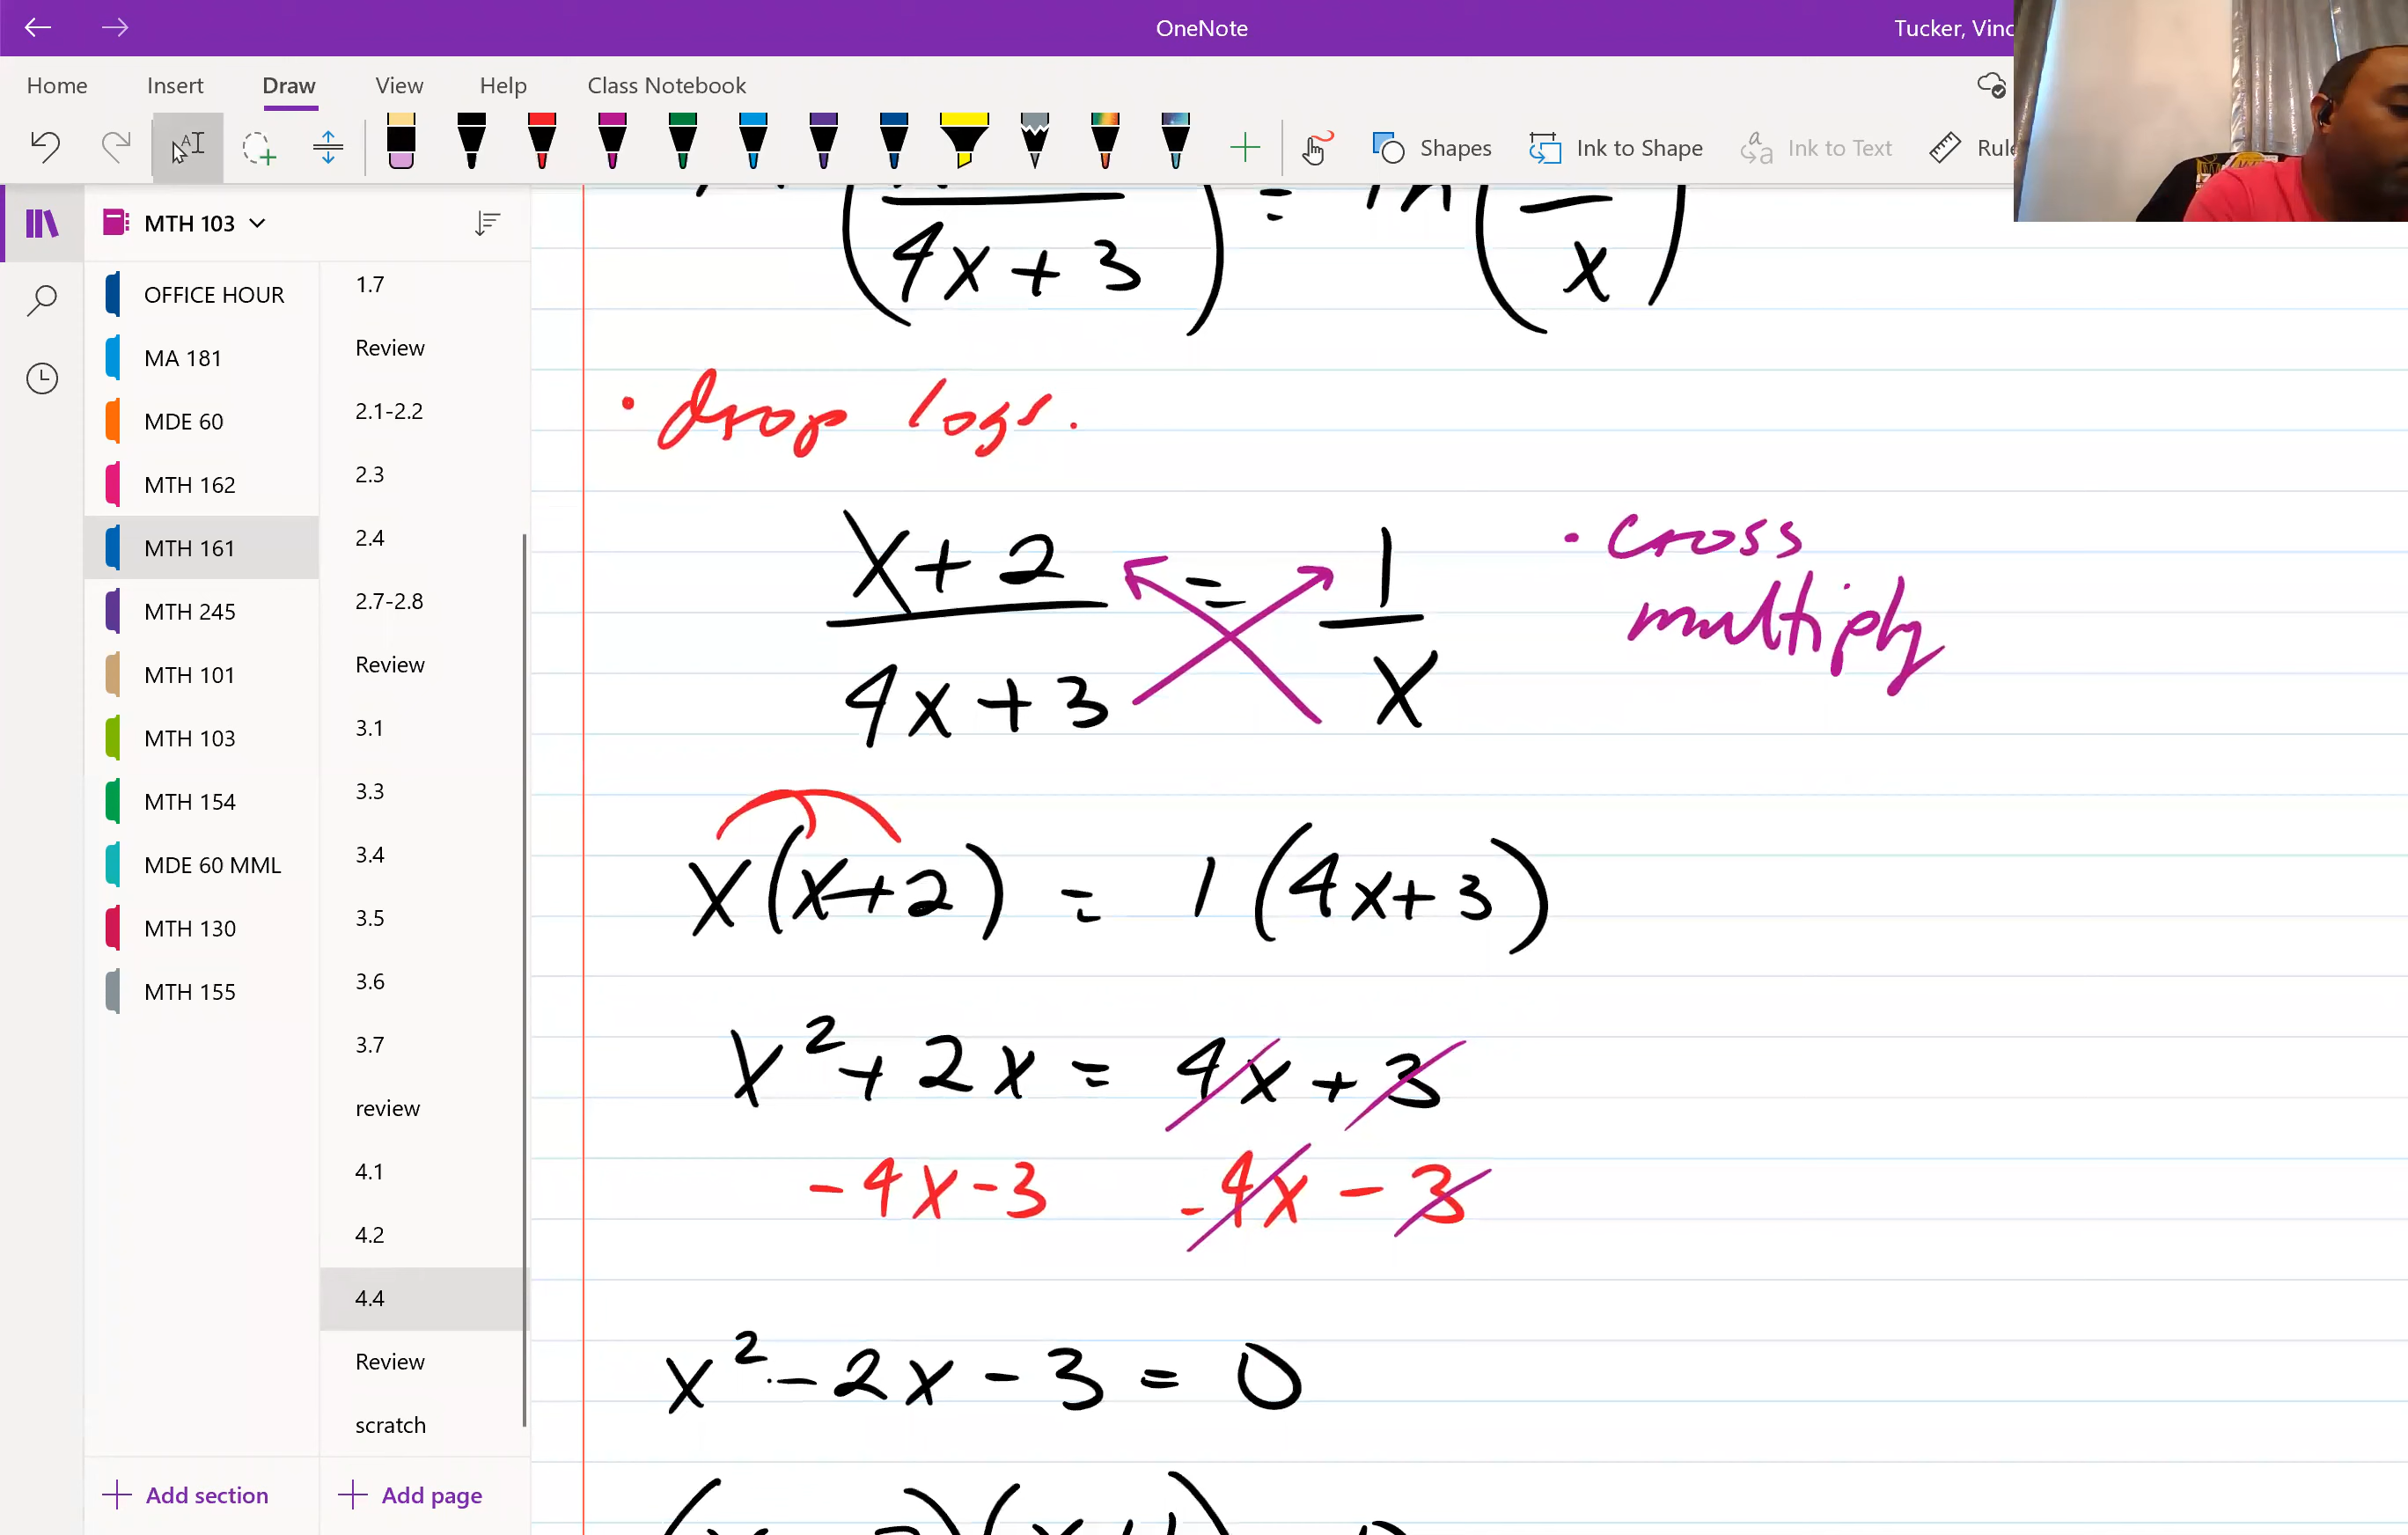 OneNote
Tucker, Vinc
Home Insert Draw View Help Class Notebook
Shapes Ink to Shape Ink to Text Rule
MTH 103
OFFICE HOUR
MA 181
MDE 60
MTH 162
MTH 161
MTH 245
MTH 101
MTH 103
MTH 154
MDE 60 MML
MTH 130
MTH 155
Add section
1.7
Review
2.1-2.2
2.3
2.4
2.7-2.8
Review
3.1
3.3
3.4
3.5
3.6
3.7
review
4.1
4.2
4.4
Review
scratch
Add page
4x + 3 = ln x
• drop logs.
x + 2 = 1
4x + 3 x
• cross
multiply
x(x+2) = 1(4x+3)
x² + 2x = 4x + 3
-4x - 3 -4x - 3
x² - 2x - 3 = 0